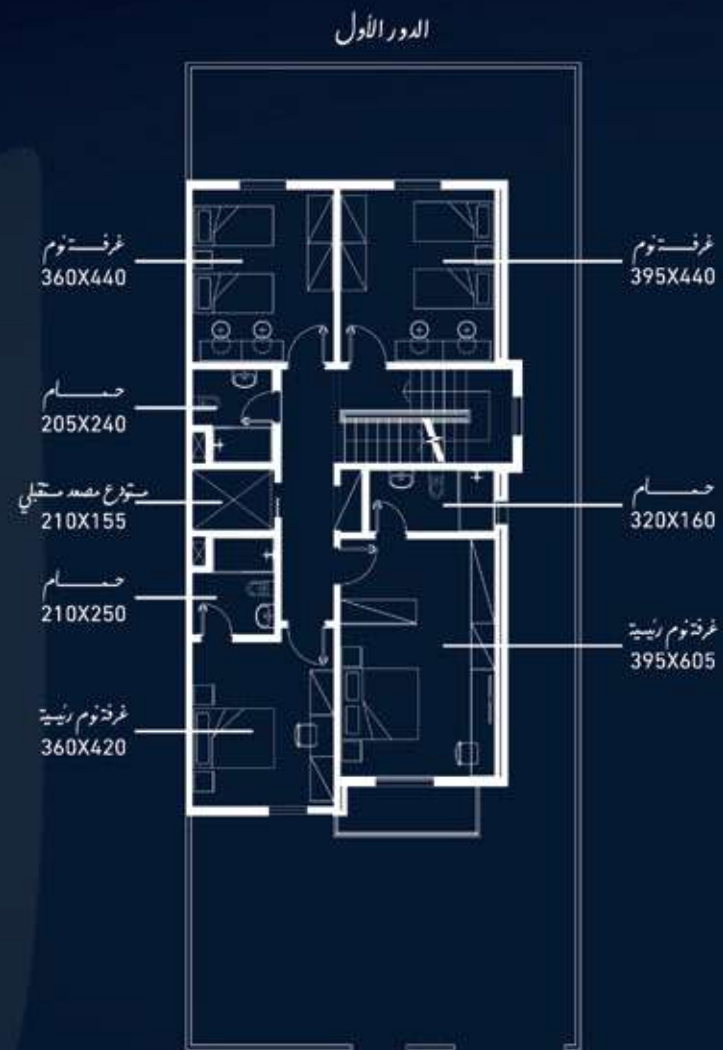 الدور الأول
غرفة نوم
395X440
غرفة نوم
360X440
حمام
205X240
مستودع مصعد مستقبلي
210X155
حمام
320X160
حمام
210X250
غرفة نوم رئيسية
395X605
غرفة نوم رئيسية
360X420